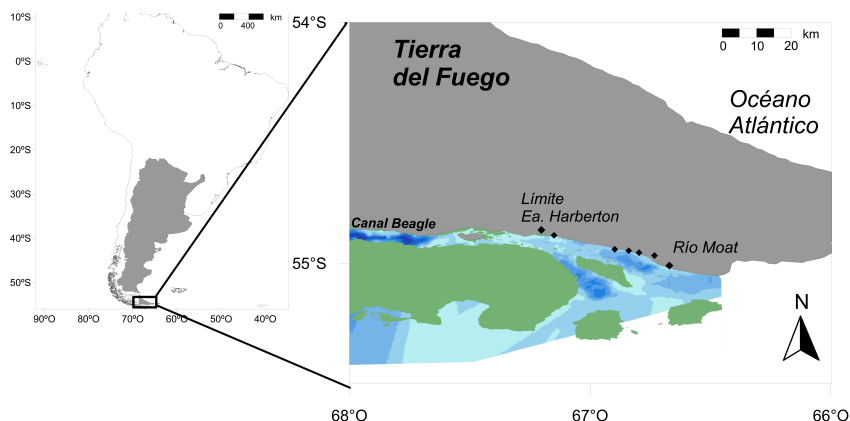 10°S
0°S
10°S
20°S
30°S
40°S
50°S
90°O 80°O 70°O 60°O 50°O 40°O
0 400 km
54°S
55°S
68°O 67°O 66°O
Tierra
del Fuego
0 10 20 km
Océano
Atlántico
Límite
Ea. Harberton
Canal Beagle
Río Moat
N